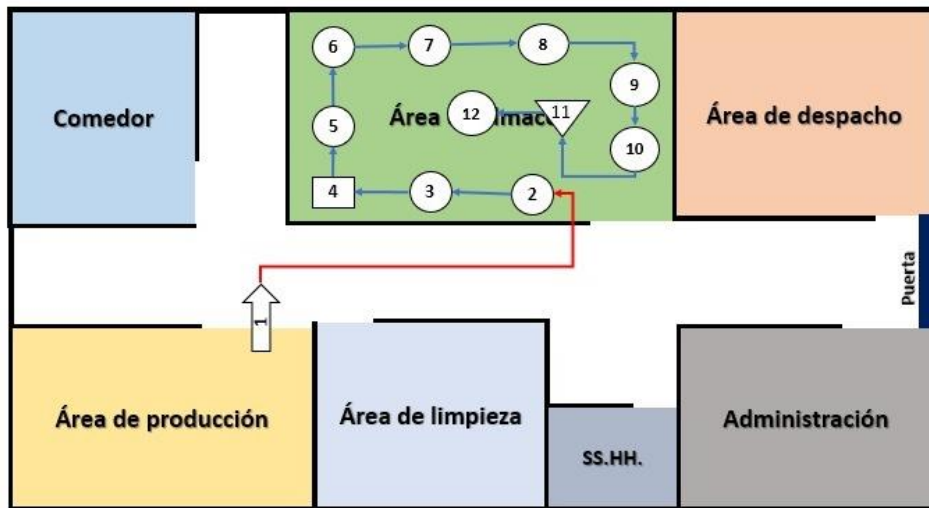 6
7
8
9
Comedor
5
Área
12
11
Área de despacho
10
4
3
2
Puerta
1
Área de producción
Área de limpieza
Administración
SS.HH.